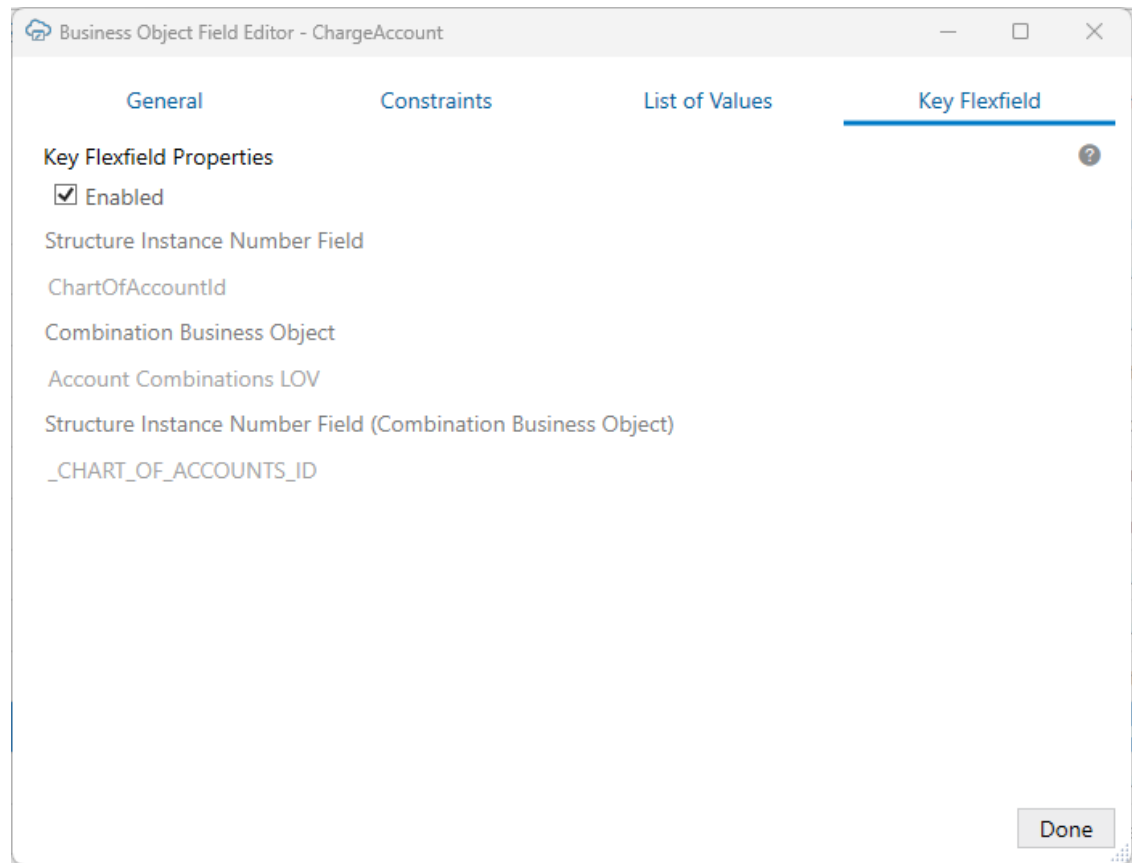 Business Object Field Editor - ChargeAccount
General Constraints List of Values Key Flexfield
Key Flexfield Properties ?
Enabled
Structure Instance Number Field
ChartOfAccountId
Combination Business Object
Account Combinations LOV
Structure Instance Number Field (Combination Business Object)
_CHART_OF_ACCOUNTS_ID
Done